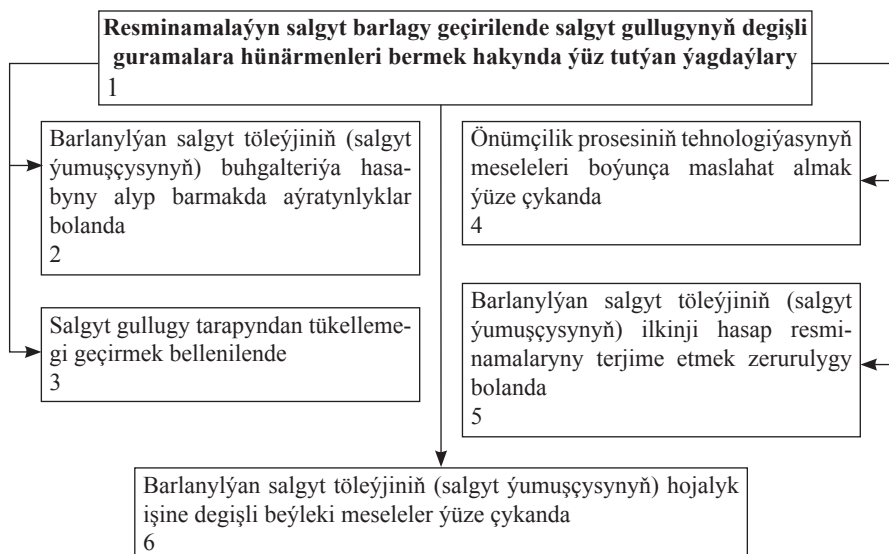 Resminamalaýyn salgyt barlagy geçirilende salgyt gullugynyň degişli
guramalara hünärmenleri bermek hakynda ýüz tutýan ýagdaýlary
1
Barlanylýan salgyt töleýjiniň (salgyt
ýumuşçysynyň) buhgalteriýa hasa-
byny alyp barmakda aýratynlyklar
bolanda
2
Salgyt gullugy tarapyndan tükelleme-
gi geçirmek bellenilende
3
Önümçilik prosesiniň tehnologiýasynyň
meseleleri boýunça maslahat almak
ýüze çykanda
4
Barlanylýan salgyt töleýjiniň (salgyt
ýumuşçysynyň) ilkinji hasap resmi-
namalaryny terjime etmek zerurulygy
bolanda
5
Barlanylýan salgyt töleýjiniň (salgyt ýumuşçysynyň) hojalyk
işine degişli beýleki meseleler ýüze çykanda
6